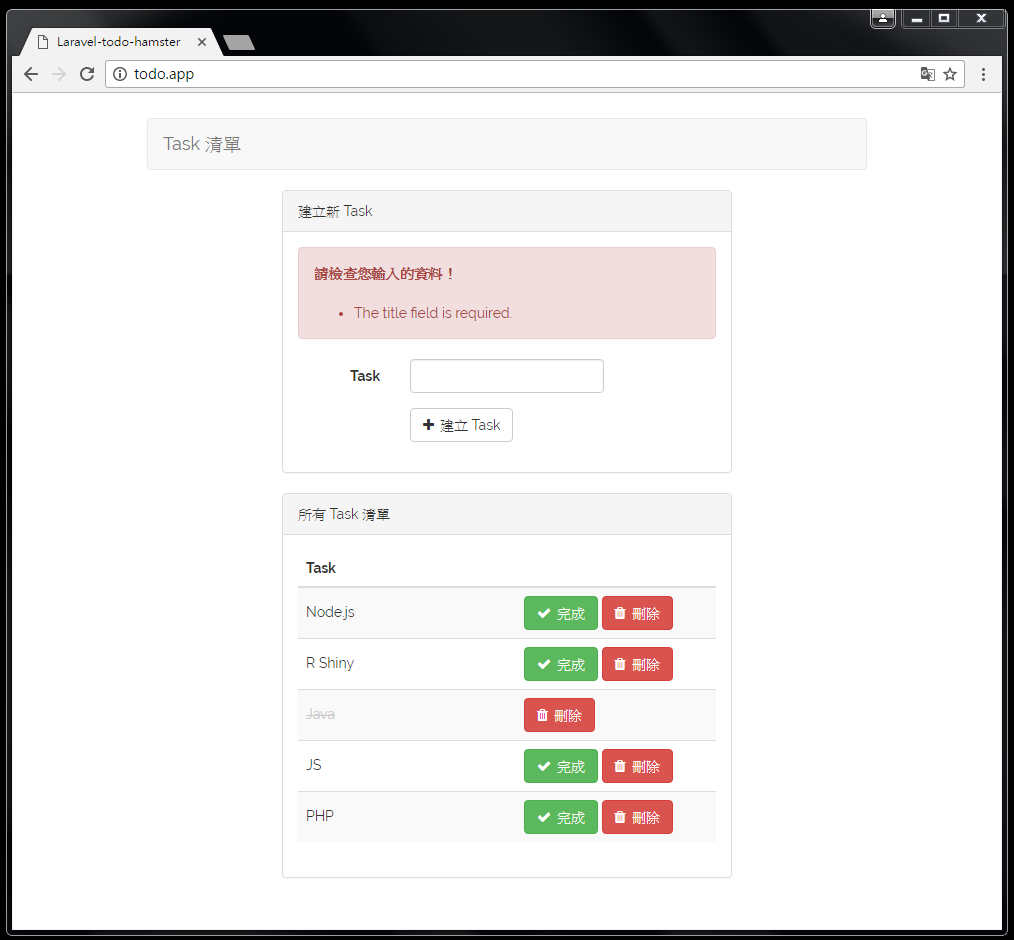 Laravel-todo-hamster
todo.app
Task 清單
建立新 Task
請檢查您輸入的資料！
The title field is required.
Task
建立 Task
所有 Task 清單
Task
Node.js 完成 刪除
R Shiny 完成 刪除
Java 刪除
JS 完成 刪除
PHP 完成 刪除